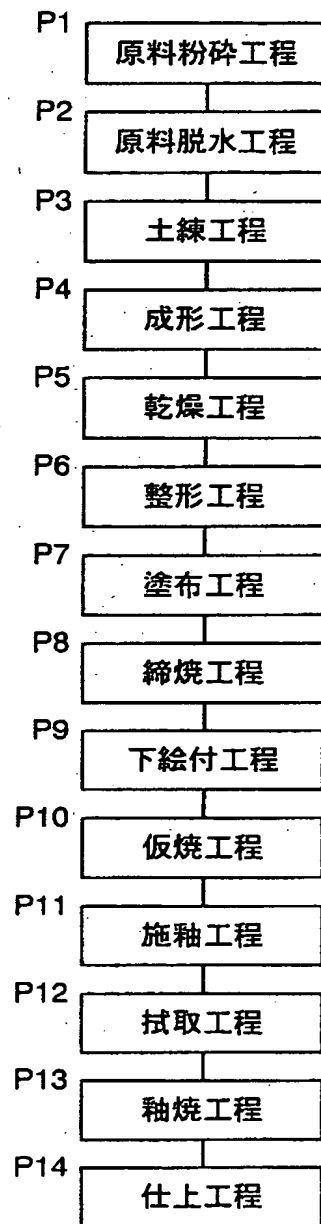 P1
原料粉砕工程
P2
原料脱水工程
P3
土練工程
P4
成形工程
P5
乾燥工程
P6
整形工程
P7
塗布工程
P8
締焼工程
P9
下絵付工程
P10
仮焼工程
P11
施釉工程
P12
拭取工程
P13
釉焼工程
P14
仕上工程